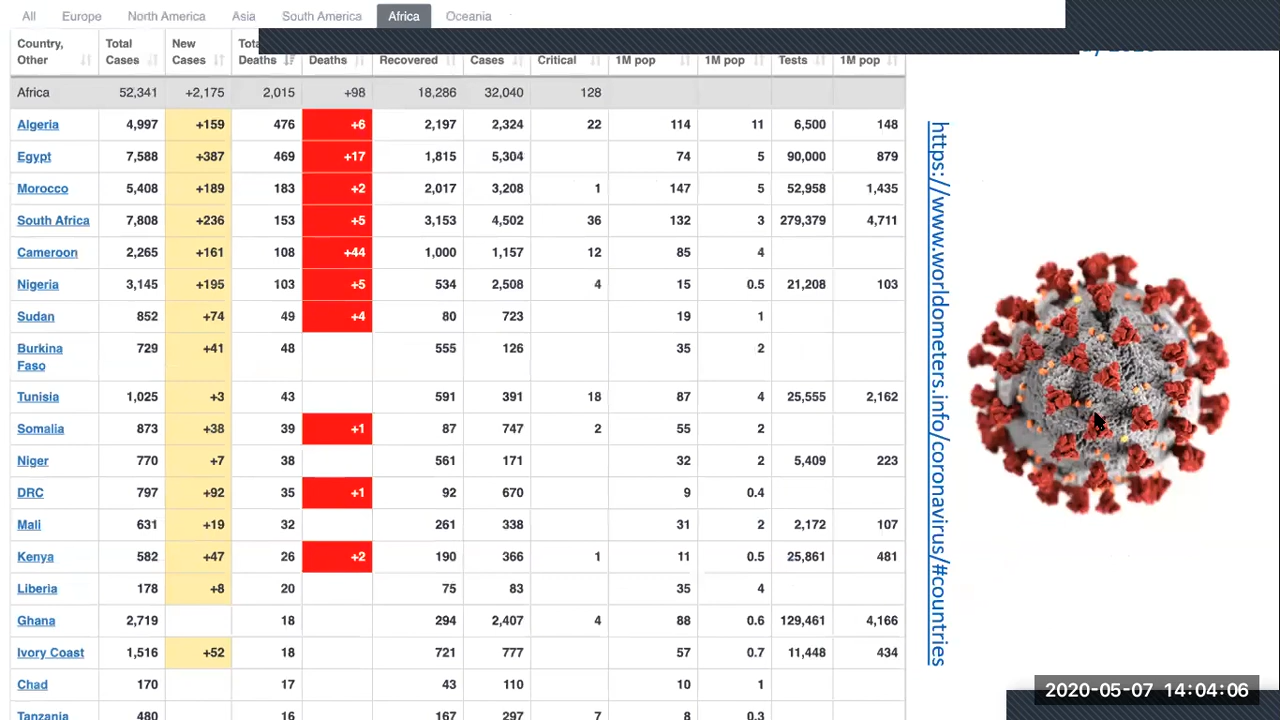 All Europe North America Asia South America Africa Oceania
Country, Total New
Other Cases Cases Deaths Deaths Recovered Cases Critical 1M pop 1M pop Tests 1M pop
Africa 52,341 +2,175 2,015 +98 18,286 32,040 128
Algeria 4,997 +159 476 +6 2,197 2,324 22 114 11 6,500 148
Egypt 7,588 +387 469 +17 1,815 5,304 74 5 90,000 879
Morocco 5,408 +189 183 +2 2,017 3,208 1 147 5 52,958 1,435
South Africa 7,808 +236 153 +5 3,153 4,502 36 132 3 279,379 4,711
Cameroon 2,265 +161 108 +44 1,000 1,157 12 85 4
Nigeria 3,145 +195 103 +5 534 2,508 4 15 0.5 21,208 103
Sudan 852 +74 49 +4 80 723 19 1
Burkina 729 +41 48 555 126 35 2
Faso
Tunisia 1,025 +3 43 591 391 18 87 4 25,555 2,162
Somalia 873 +38 39 +1 87 747 2 55 2
Niger 770 +7 38 561 171 32 2 5,409 223
DRC 797 +92 35 +1 92 670 9 0.4
Mali 631 +19 32 261 338 31 2 2,172 107
Kenya 582 +47 26 +2 190 366 1 11 0.5 25,861 481
Liberia 178 +8 20 75 83 35 4
Ghana 2,719 18 294 2,407 4 88 0.6 129,461 4,166
Ivory Coast 1,516 +52 18 721 777 57 0.7 11,448 434
Chad 170 17 43 110 10 1
Tanzania 480 16 167 297 7 8 0.3
https://www.worldometers.info/coronavirus/#countries
2020-05-07 14:04:06